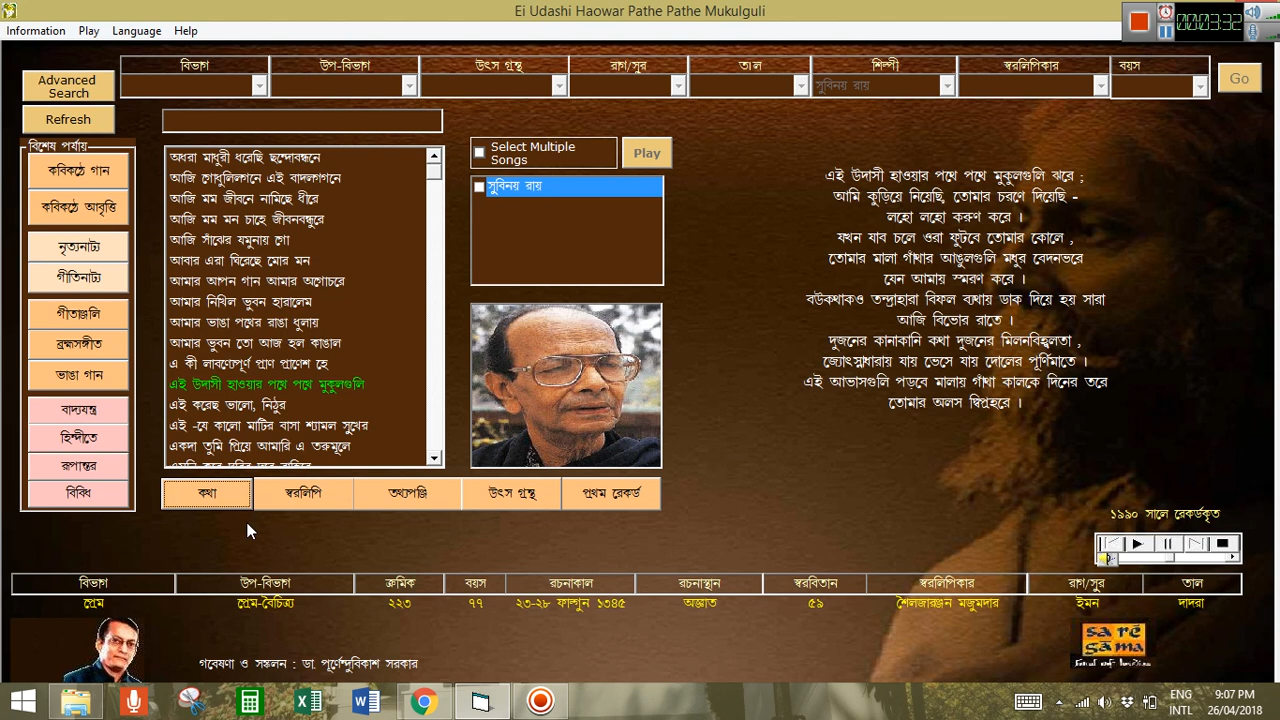 Ei Udashi Haowar Pathe Pathe Mukulguli
Information Play Language Help
00:03:32
Advanced Search
Refresh
বিভাগ উপ-বিভাগ উৎস গ্রন্থ রাগ/সুর তাল শিল্পী স্বরলিপিকার বয়স
সুবিনয় রায়
Go
বিশেষ পর্যায়
কবিকন্ঠে গান
কবিকন্ঠে আবৃত্তি
নৃত্যনাট্য
গীতিনাট্য
গীতাঞ্জলি
ব্রহ্মসঙ্গীত
ভাঙা গান
বাদ্যযন্ত্র
হিন্দীতে
রূপান্তর
বিবিধ
অধরা মাধুরী ধরেছি ছন্দোবন্ধনে
আজি গোধুলিলগনে এই বাদলগগনে
আজি মম জীবনে নামিছে ধীরে
আজি মম মন চাহে জীবনবন্ধুরে
আজি সাঁঝের যমুনায় গো
আবার এরা ঘিরেছে মোর মন
আমার আপন গান আমার অগোচরে
আমার নিখিল ভুবন হারালেম
আমার ভাঙা পথের রাঙা ধুলায়
আমার ভুবন তো আজ হল কাঙাল
এ কী লাবণ্যেপূর্ণ প্রাণ প্রাণেশ হে
এই উদাসী হাওয়ার পথে পথে মুকুলগুলি
এই করেছ ভালো, নিঠুর
এই -যে কালো মাটির বাসা শ্যামল সুখের
একদা তুমি প্রিয়ে আমারি এ তরুমূলে
Select Multiple Songs
Play
সুবিনয় রায়
কথা স্বরলিপি তথ্যপঞ্জি উৎস গ্রন্থ প্রথম রেকর্ড
এই উদাসী হাওয়ার পথে পথে মুকুলগুলি ঝরে ;
আমি কুড়িয়ে নিয়েছি, তোমার চরণে দিয়েছি -
লহো লহো করুণ করে ।
যখন যাব চলে ওরা ফুটবে তোমার কোলে ,
তোমার মালা গাঁথার আঙুলগুলি মধুর বেদনভরে
যেন আমায় স্মরণ করে ।
বউকথাকও তন্দ্রাহারা বিফল ব্যথায় ডাক দিয়ে হয় সারা
আজি বিভোর রাতে ।
দুজনের কানাকানি কথা দুজনের মিলনবিহ্বলতা ,
জ্যোৎস্নাধারায় যায় ভেসে যায় দোলের পূর্ণিমাতে ।
এই আভাসগুলি পড়বে মালায় গাঁথা কালকে দিনের তরে
তোমার অলস দ্বিপ্রহরে ।
১৯৯০ সালে রেকর্ডকৃত
বিভাগ উপ-বিভাগ ক্রমিক বয়স রচনাকাল রচনাস্থান স্বরবিতান স্বরলিপিকার রাগ/সুর তাল
প্রেম প্রেম-বৈচিত্র্য ২২৩ ৭৭ ২৩-২৮ ফাল্গুন ১৩৪৫ অজ্ঞাত ৫৯ শৈলজারঞ্জন মজুমদার ইমন দাদরা
গবেষণা ও সঙ্কলন : ডা. পূর্ণেন্দুবিকাশ সরকার
sa re ga ma
ENG 9:07 PM
INTL 26/04/2018